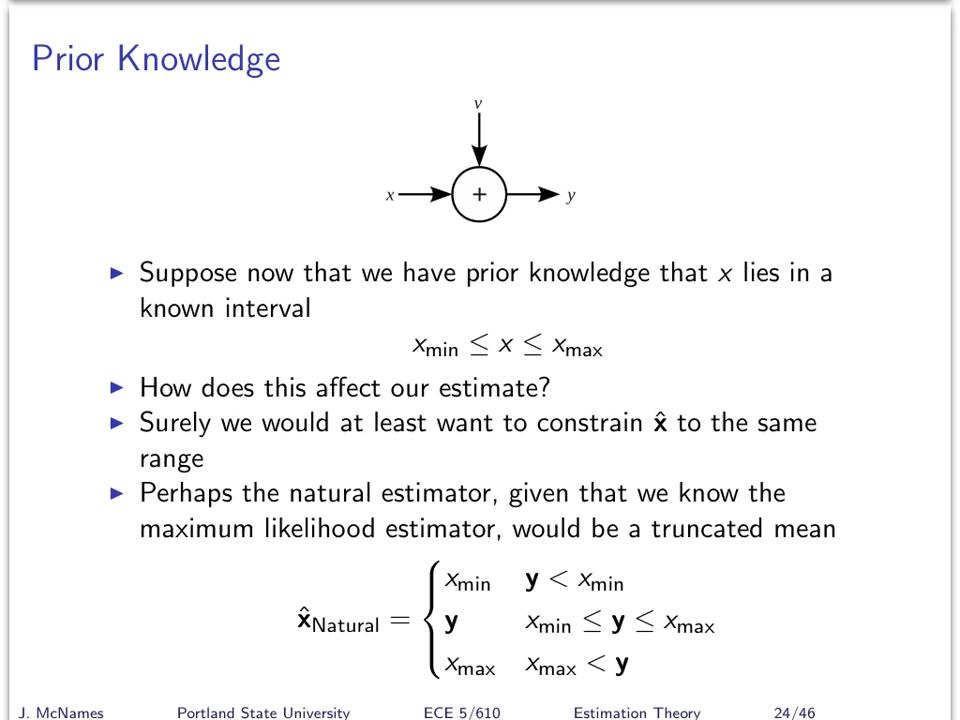 Prior Knowledge
v
x + y
▶ Suppose now that we have prior knowledge that x lies in a
known interval
x_min ≤ x ≤ x_max
▶ How does this affect our estimate?
▶ Surely we would at least want to constrain x̂ to the same
range
▶ Perhaps the natural estimator, given that we know the
maximum likelihood estimator, would be a truncated mean
x_min y < x_min
x̂_Natural = { y x_min ≤ y ≤ x_max
x_max x_max < y
J. McNames Portland State University ECE 5/610 Estimation Theory 24/46